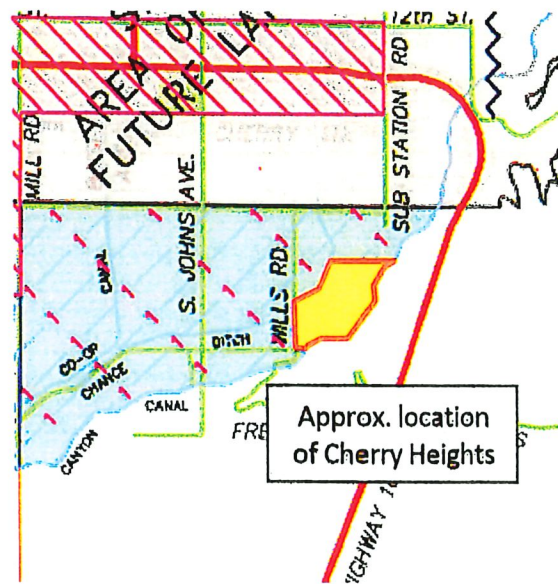 12th ST.
AREA OF
FUTURE
MILL RD
S. JOHNS AVE.
SUB STATION RD
CANAL
MILLS RD
CO-OP
DITCH
CHANCE
CANAL
CANYON
FRE
Approx. location
of Cherry Heights
S
HIGHWAY